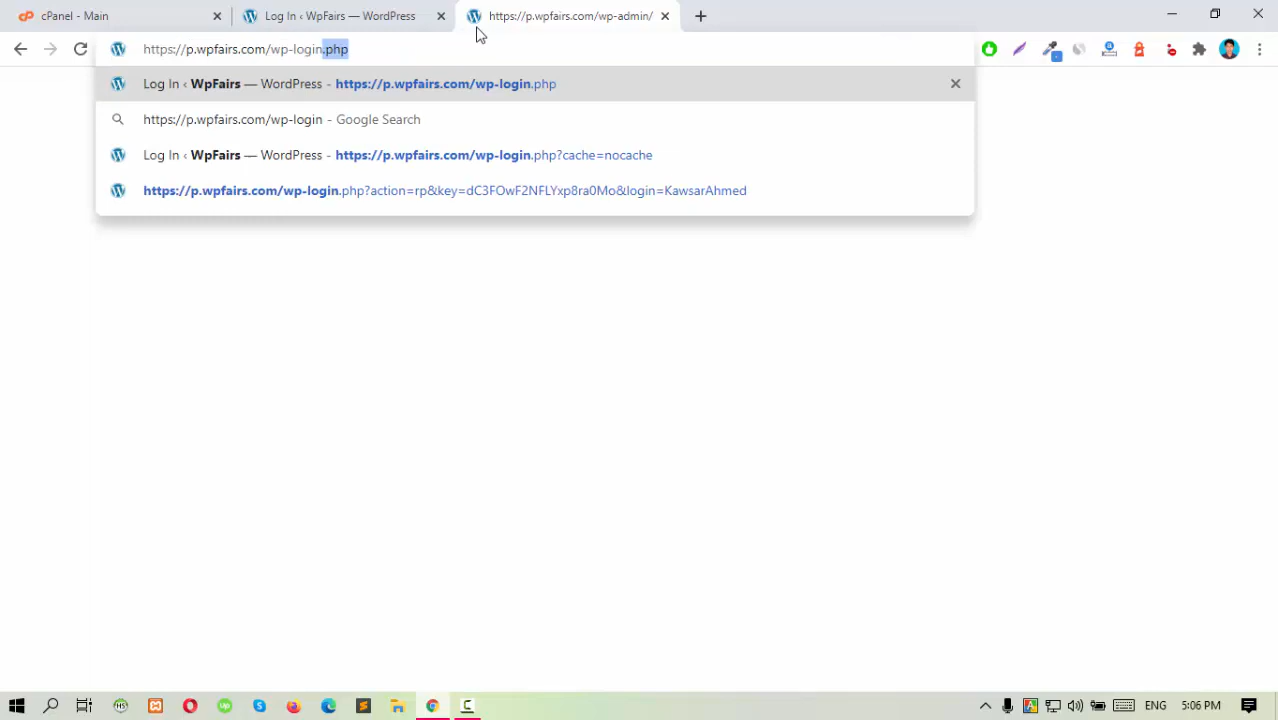 cPanel - Main
Log In ‹ WpFairs — WordPress
https://p.wpfairs.com/wp-admin/
https://p.wpfairs.com/wp-login.php
Log In ‹ WpFairs — WordPress - https://p.wpfairs.com/wp-login.php
https://p.wpfairs.com/wp-login - Google Search
Log In ‹ WpFairs — WordPress - https://p.wpfairs.com/wp-login.php?cache=nocache
https://p.wpfairs.com/wp-login.php?action=rp&key=dC3FOwF2NFLYxp8ra0Mo&login=KawsarAhmed
ENG
5:06 PM